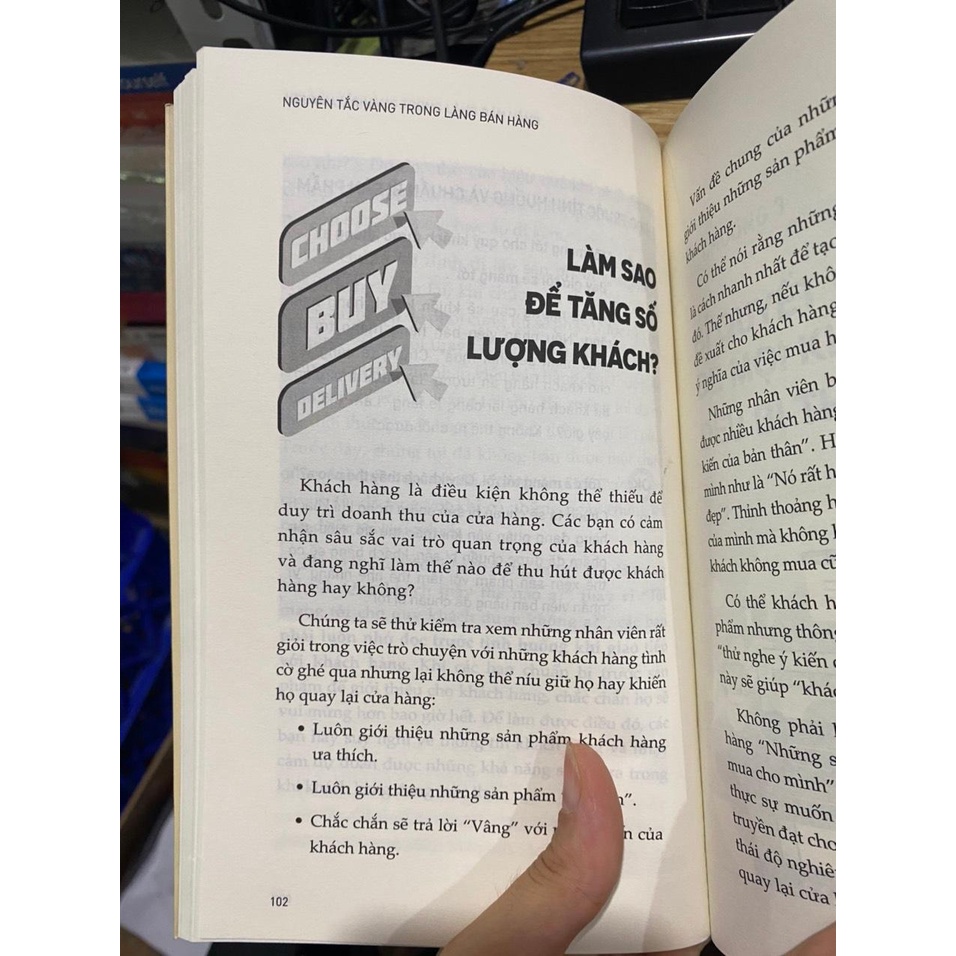 NGUYÊN TẮC VÀNG TRONG LÀNG BÁN HÀNG
CHOOSE
BUY
DELIVERY
LÀM SAO
ĐỂ TĂNG SỐ
LƯỢNG KHÁCH?
Khách hàng là điều kiện không thể thiếu để
duy trì doanh thu của cửa hàng. Các bạn có cảm
nhận sâu sắc vai trò quan trọng của khách hàng
và đang nghĩ làm thế nào để thu hút được khách
hàng hay không?
Chúng ta sẽ thử kiểm tra xem những nhân viên rất
giỏi trong việc trò chuyện với những khách hàng tình
cờ ghé qua nhưng lại không thể níu giữ họ hay khiến
họ quay lại cửa hàng:
• Luôn giới thiệu những sản phẩm khách hàng
ưa thích.
• Luôn giới thiệu những sản phẩm
• Chắc chắn sẽ trả lời “Vâng” với của
khách hàng.
102
Vấn đề chung của những
giới thiệu những sản phẩm
khách hàng.
Có thể nói rằng những
là cách nhanh nhất để tạo
đó. Thế nhưng, nếu khô
đề xuất cho khách hàng
ý nghĩa của việc mua h
Những nhân viên b
được nhiều khách hàng
kiến của bản thân”. H
mình như là “Nó rất h
đẹp”. Thỉnh thoảng h
của mình mà không
khách không mua cũ
Có thể khách h
phẩm nhưng thông
“thử nghe ý kiến
này sẽ giúp “khác
Không phải
hàng “Những s
mua cho mình”
thực sự muốn
truyền đạt cho
thái độ nghiê
quay lại cửa